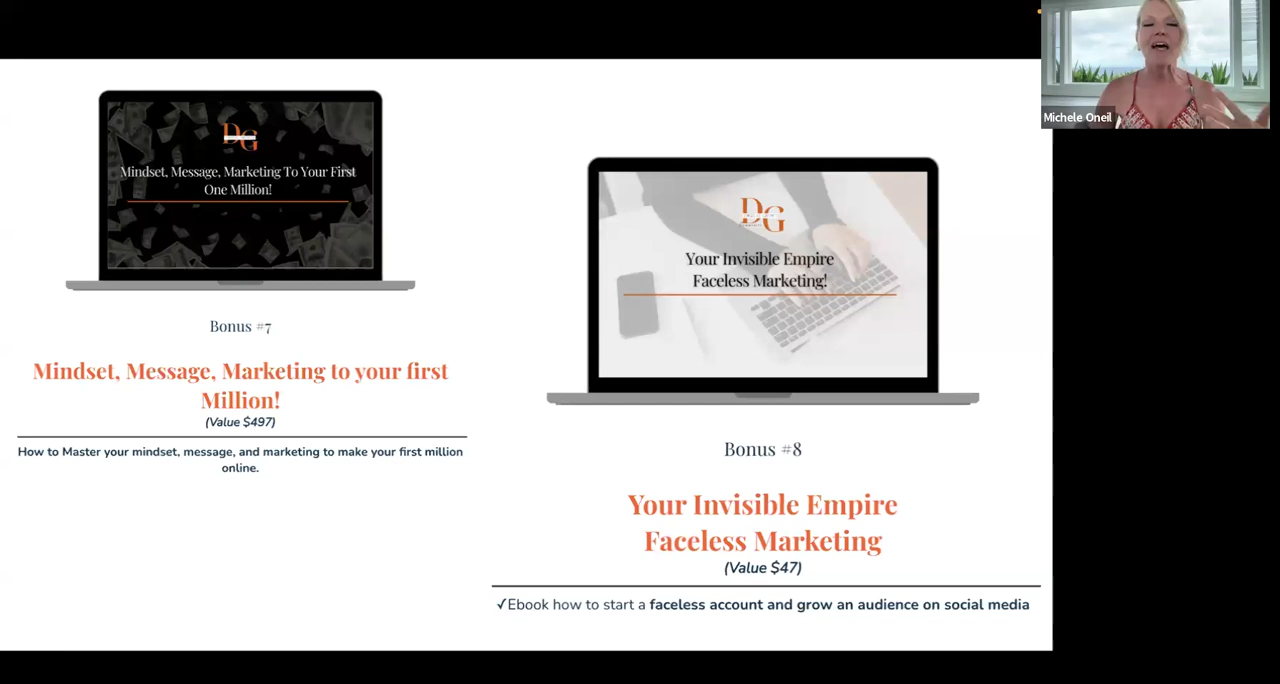 DG
Mindset, Message, Marketing To Your First
One Million!
Bonus #7
Mindset, Message, Marketing to your first
Million!
(Value $497)
How to Master your mindset, message, and marketing to make your first million
online.
DG
Your Invisible Empire
Faceless Marketing!
Bonus #8
Your Invisible Empire
Faceless Marketing
(Value $47)
✓Ebook how to start a faceless account and grow an audience on social media
Michele Oneil